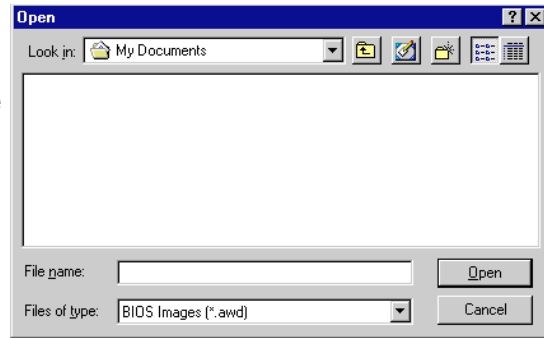 Open
Look in: My Documents
File name:
Open
Files of type: BIOS Images (*.awd)
Cancel